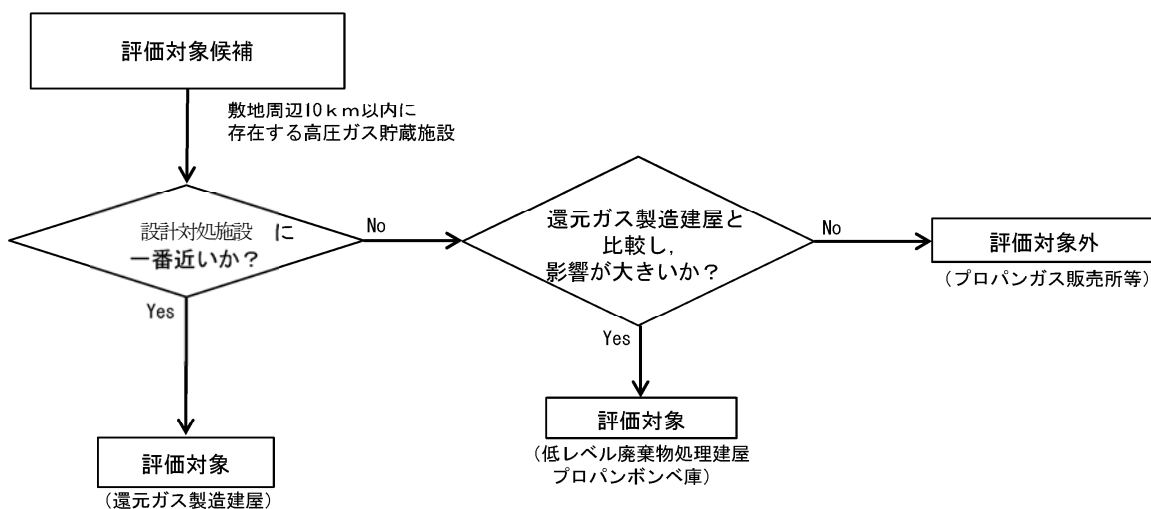 評価対象候補
敷地周辺10km以内に
存在する高圧ガス貯蔵施設
設計対処施設 に
一番近いか?
No
Yes
評価対象
(還元ガス製造建屋)
還元ガス製造建屋と
比較し,
影響が大きいか?
No
Yes
評価対象
(低レベル廃棄物処理建屋
プロパンボンベ庫)
評価対象外
(プロパンガス販売所等)